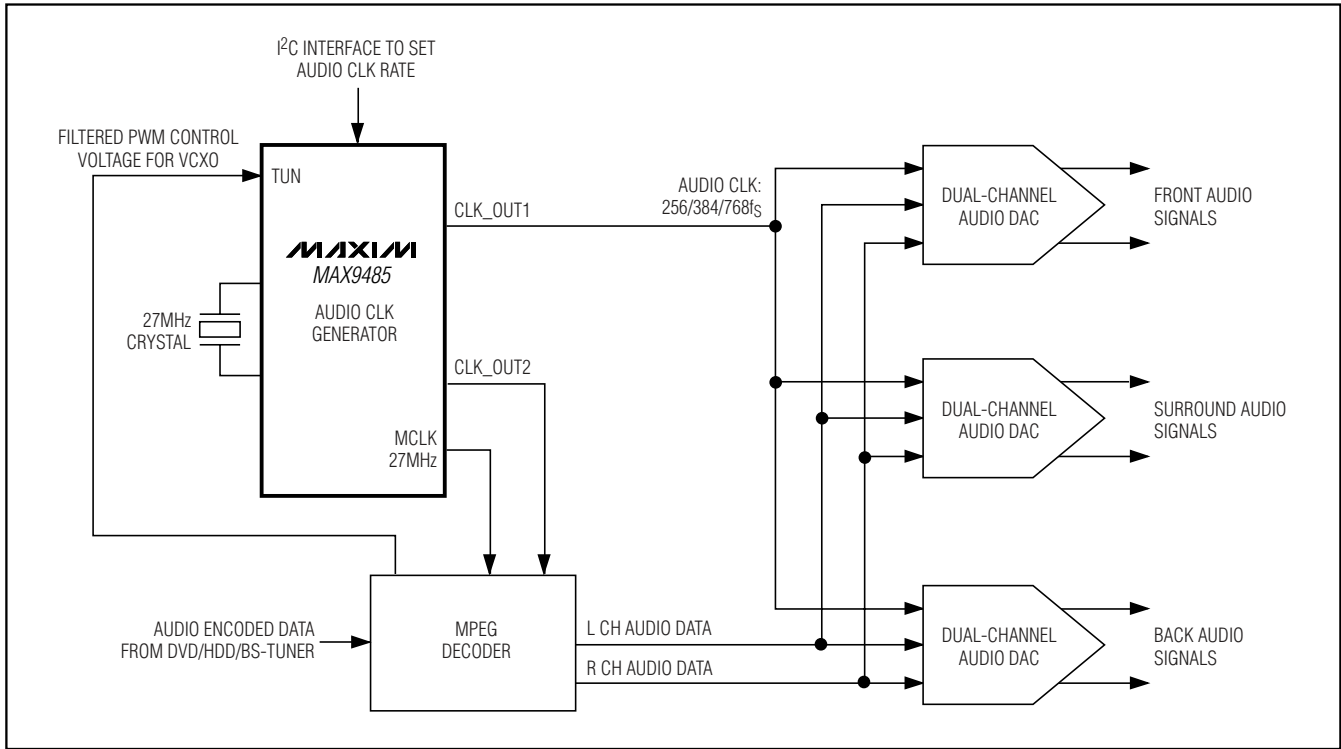 I²C INTERFACE TO SET
AUDIO CLK RATE
FILTERED PWM CONTROL
VOLTAGE FOR VCXO
TUN
CLK_OUT1
AUDIO CLK:
256/384/768fS
MAXIM
MAX9485
AUDIO CLK
GENERATOR
27MHz
CRYSTAL
CLK_OUT2
MCLK
27MHz
DUAL-CHANNEL
AUDIO DAC
FRONT AUDIO
SIGNALS
DUAL-CHANNEL
AUDIO DAC
SURROUND AUDIO
SIGNALS
AUDIO ENCODED DATA
FROM DVD/HDD/BS-TUNER
MPEG
DECODER
L CH AUDIO DATA
R CH AUDIO DATA
DUAL-CHANNEL
AUDIO DAC
BACK AUDIO
SIGNALS